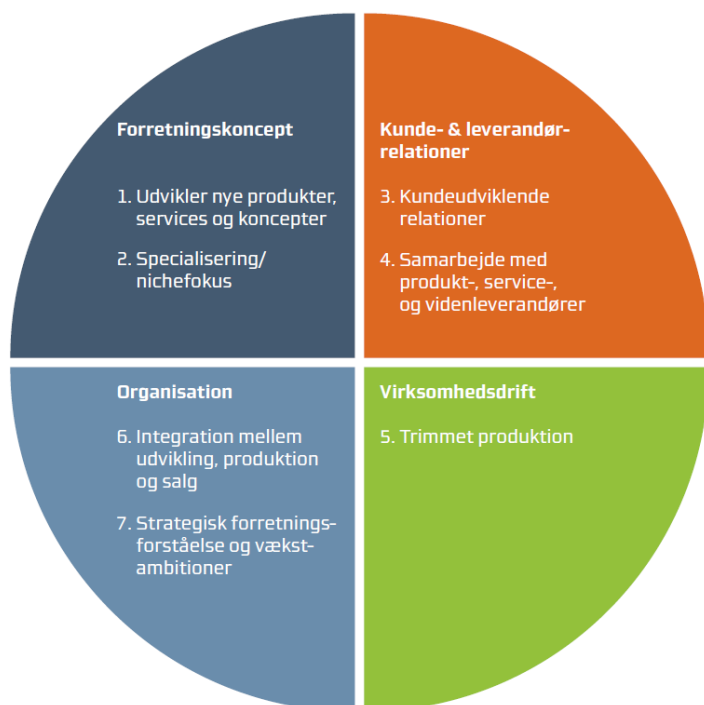 Forretningskoncept
1. Udvikler nye produkter,
services og koncepter
2. Specialisering/
nichefokus
Kunde- & leverandør-
relationer
3. Kundeudviklende
relationer
4. Samarbejde med
produkt-, service-,
og videnleverandører
Organisation
6. Integration mellem
udvikling, produktion
og salg
7. Strategisk forretnings-
forståelse og vækst-
ambitioner
Virksomhedsdrift
5. Trimmet produktion